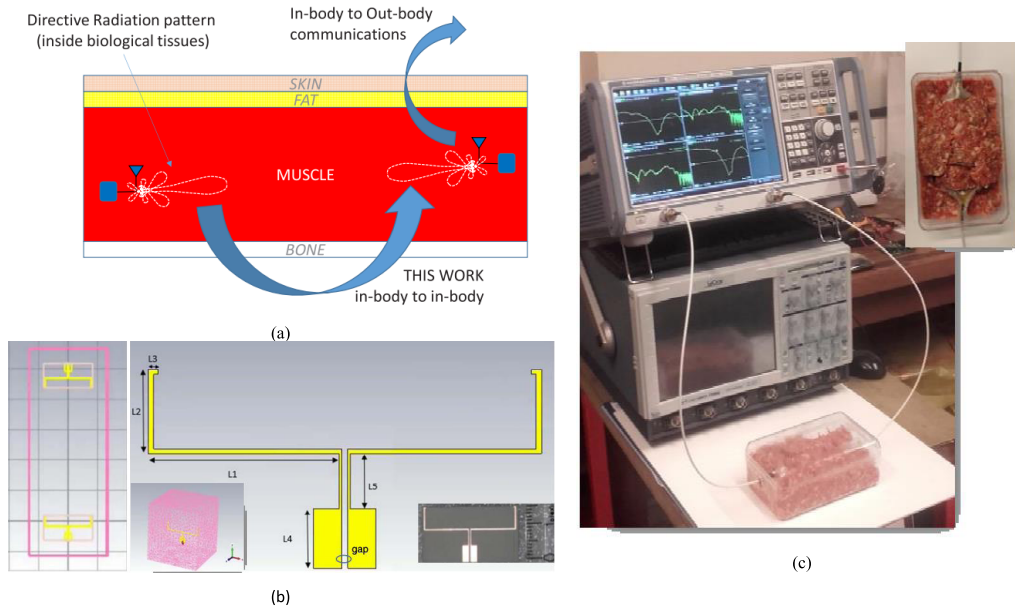 Directive Radiation pattern
(inside biological tissues)
In-body to Out-body
communications
SKIN
FAT
MUSCLE
BONE
THIS WORK
in-body to in-body
(a)
L3
L2
L1
L5
L4
gap
(b)
(c)